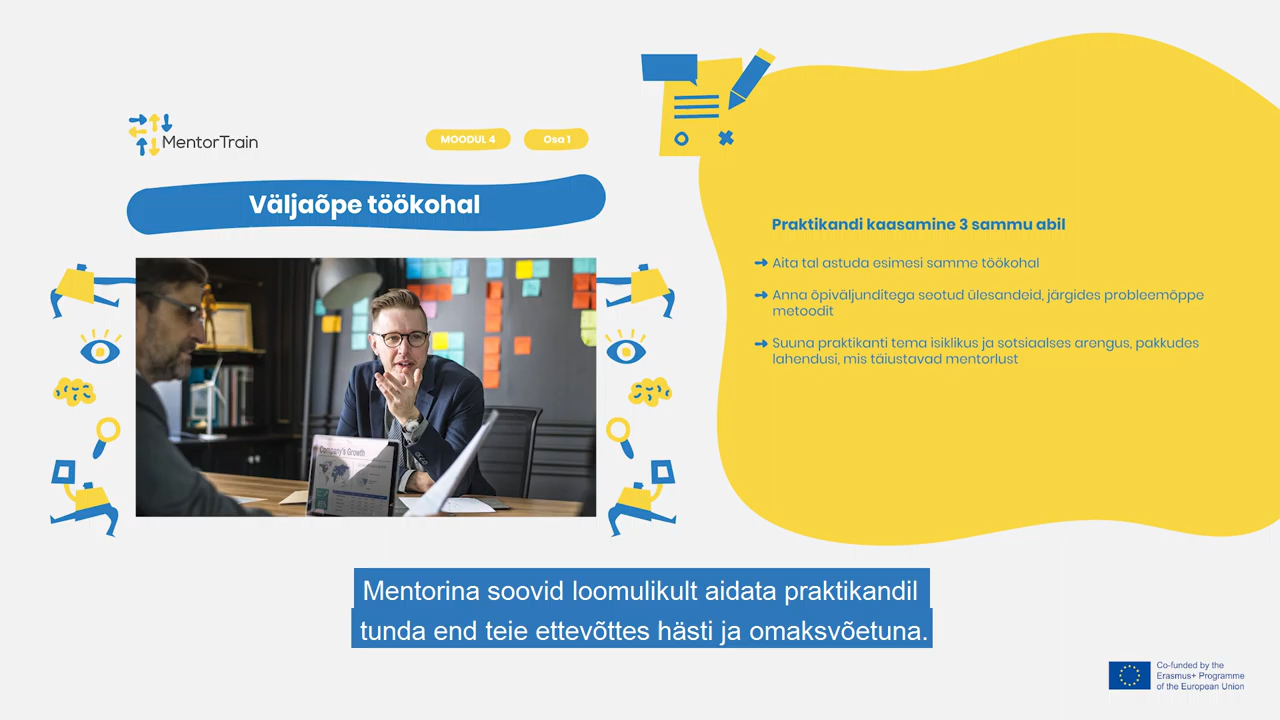 MentorTrain
MOODUL 4
Osa 1
Väljaõpe töökohal
Company's Growth
Praktikandi kaasamine 3 sammu abil
Aita tal astuda esimesi samme töökohal
Anna õpiväljunditega seotud ülesandeid, järgides probleemõppe
metoodit
Suuna praktikanti tema isiklikus ja sotsiaalses arengus, pakkudes
lahendusi, mis täiustavad mentorlust
Mentorina soovid loomulikult aidata praktikandil
tunda end teie ettevõttes hästi ja omaksvõetuna.
Co-funded by the
Erasmus+ Programme
of the European Union